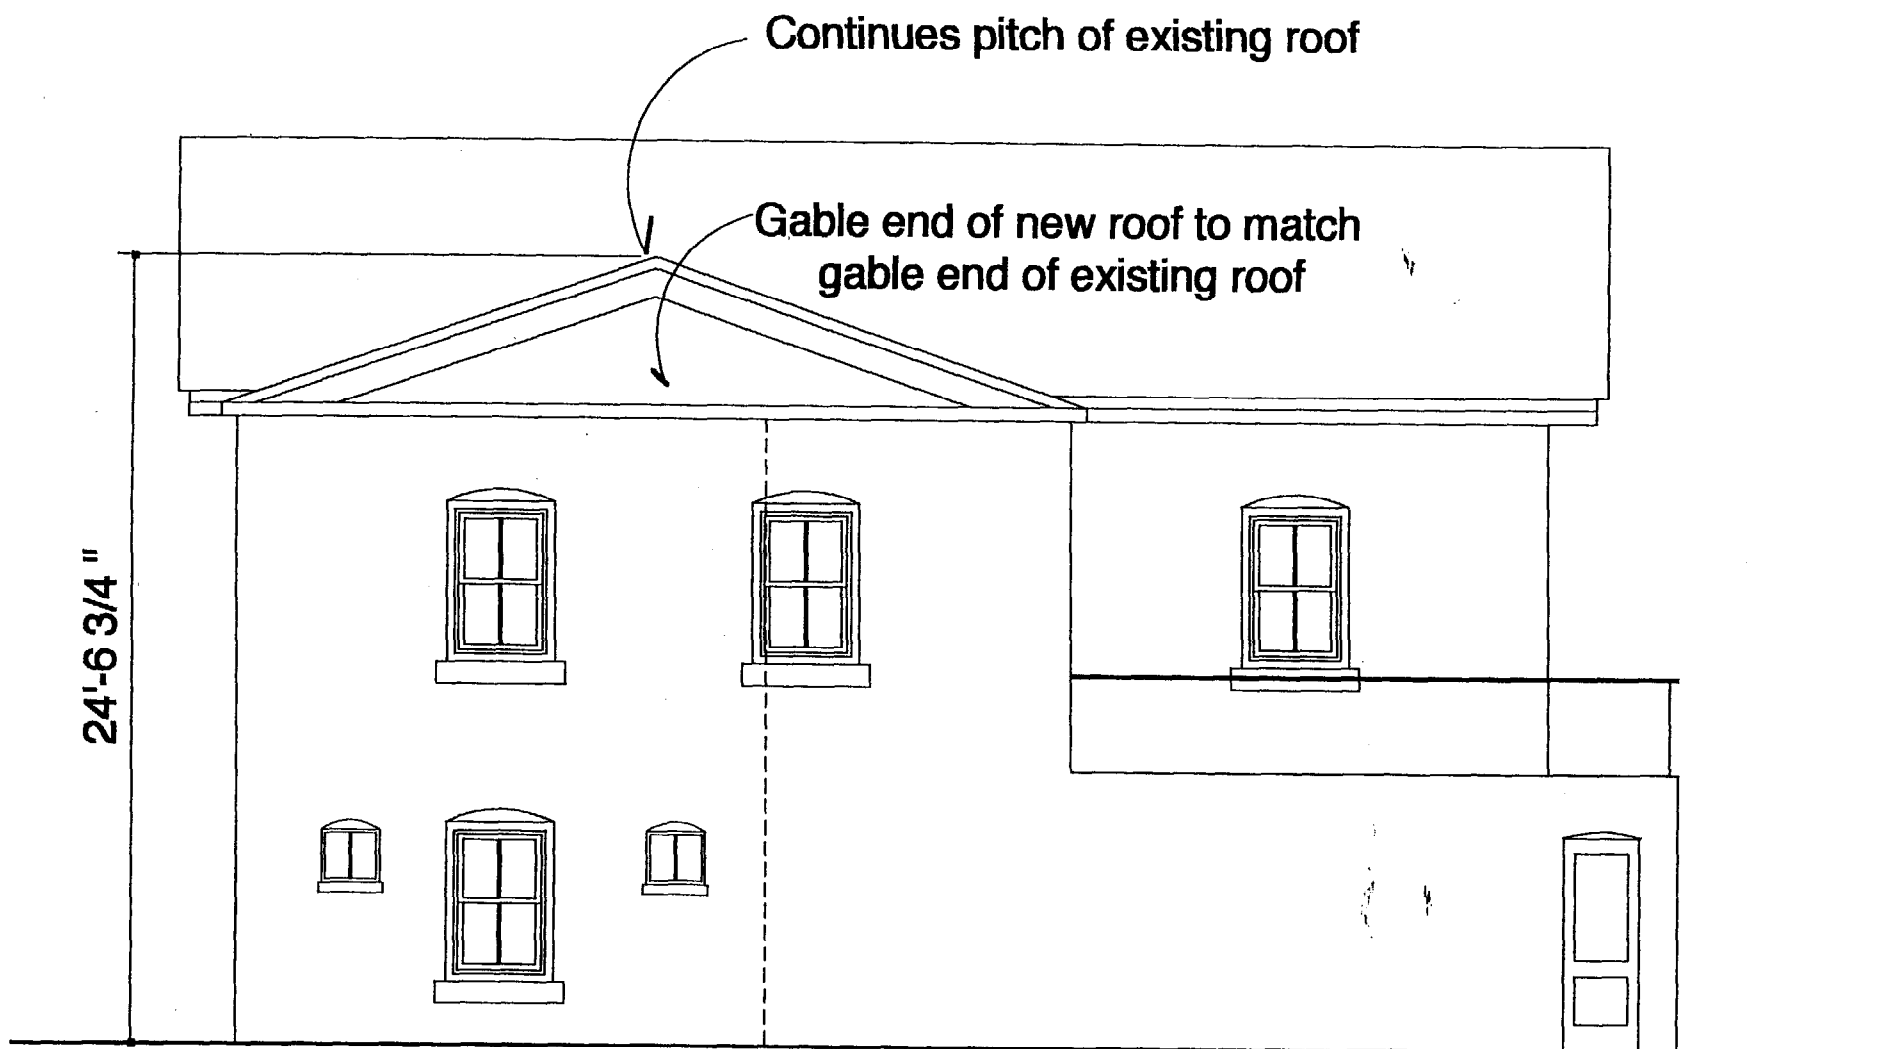 Continues pitch of existing roof
Gable end of new roof to match
gable end of existing roof
24'-6 3/4 "